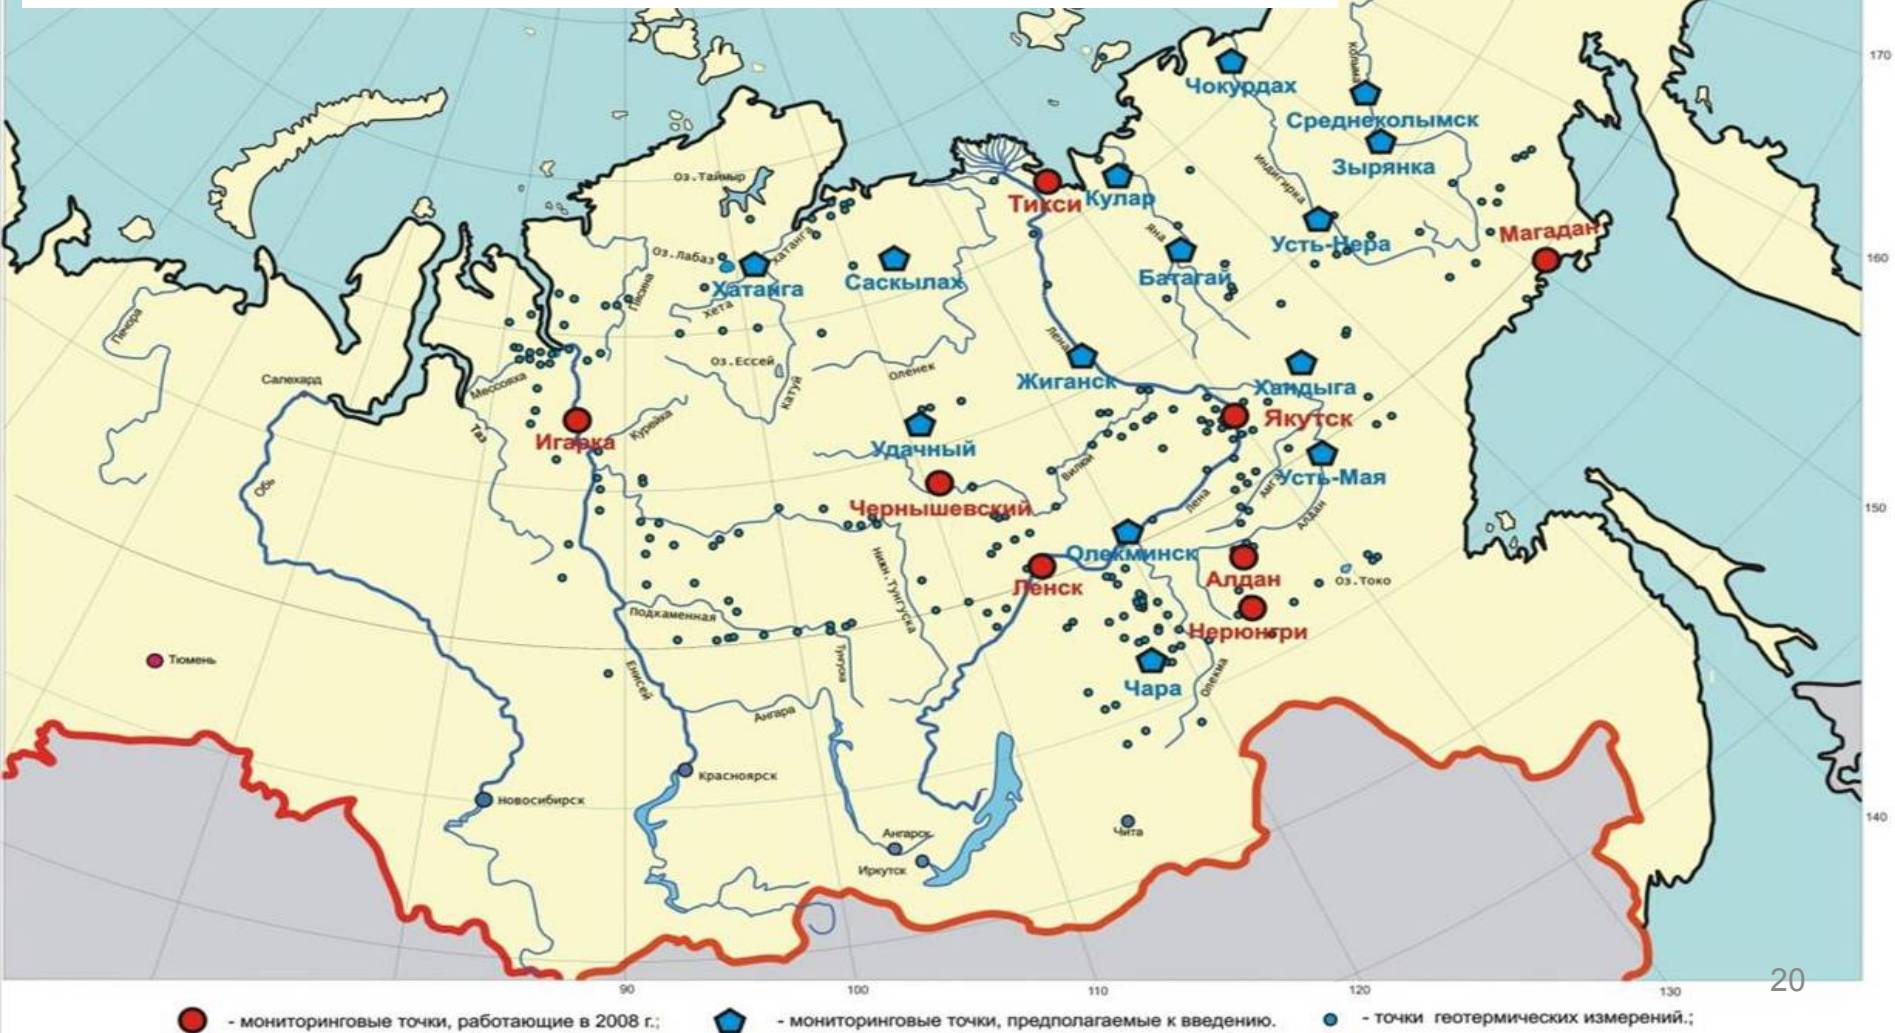 170
Колыма
Чокурдах
Среднеколымск
Зырянка
Индигирка
Оз.Таймыр
Тикси
Кулар
Усть-Нера
Магадан
Яна
Хатанга
Оз.Лабаз
Хатанга
Саскылах
Батагай
160
Пясина
Хета
Печора
Лена
Оз.Ессей
Оленек
Жиганск
Хандыга
Салехард
Мессояха
Катуй
Таз
Игарка
Курейка
Удачный
Якутск
Обь
Вилюй
Амга
Усть-Мая
Чернышевский
Лена
Алдан
150
Олекминск
Нижн.Тунгуска
Ленск
Алдан
Оз.Токо
Подкаменная
Нерюнгри
Тюмень
Енисей
Тунгуска
Чара
Олекма
Ангара
Красноярск
Новосибирск
Чита
140
Ангарск
Иркутск
20
90
100
110
120
130
- мониторинговые точки, работающие в 2008 г.;
- мониторинговые точки, предполагаемые к введению.
- точки геотермических измерений.;